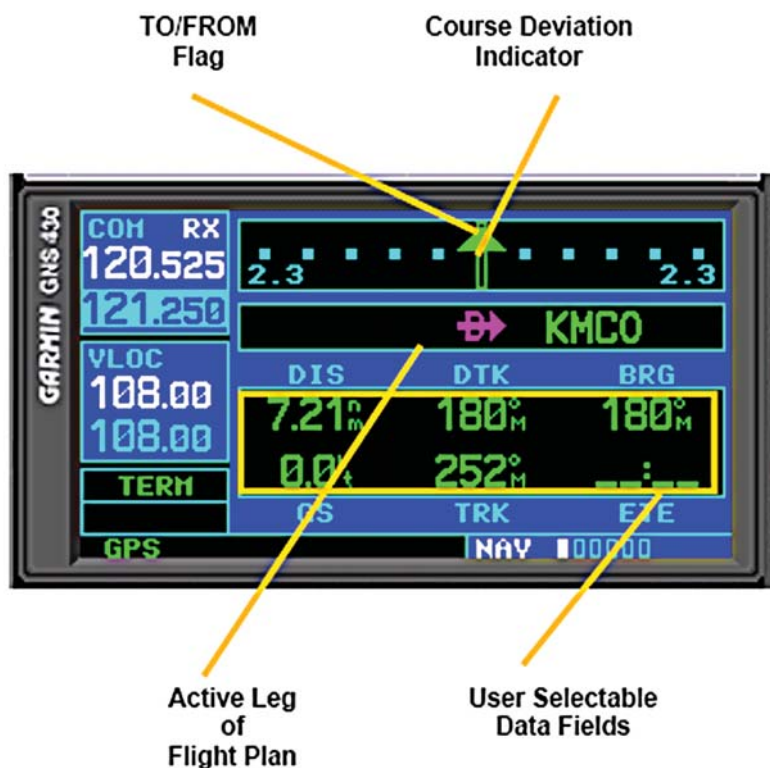 TO/FROM
Flag
Course Deviation
Indicator
GARMIN GNS 430
COM RX
120.525
121.250
VLOC
108.00
108.00
TERM
GPS
2.3 2.3
D KMCO
DIS DTK BRG
7.21nm 180°M 180°M
0.0kt 252°M __:__
GS TRK ETE
NAV
Active Leg
of
Flight Plan
User Selectable
Data Fields